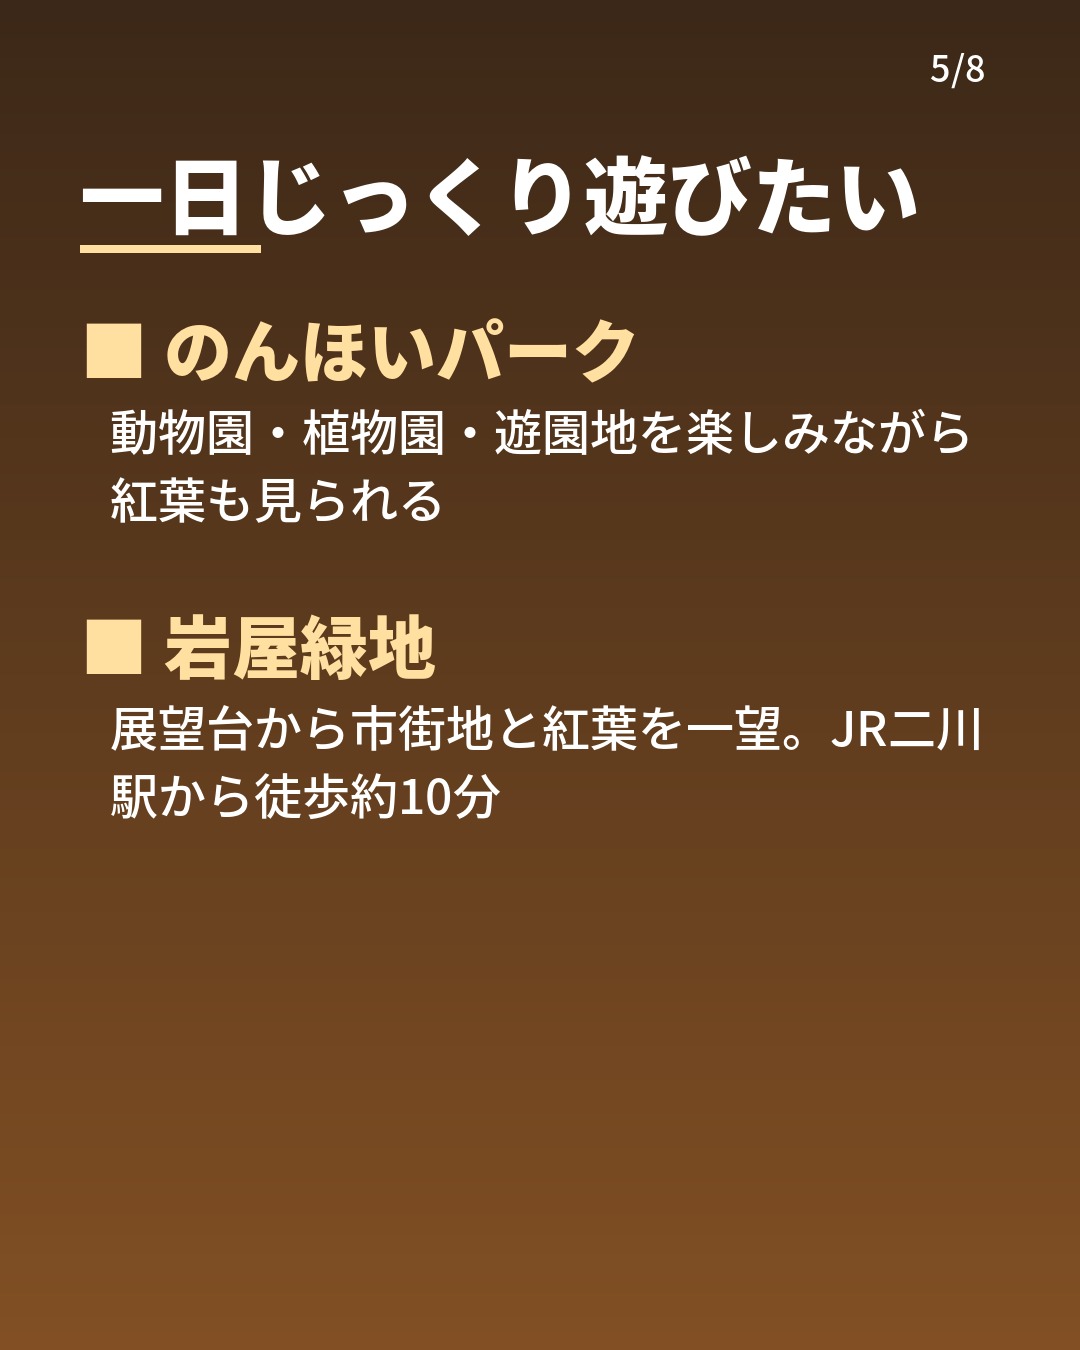 5/8
一日じっくり遊びたい
■ のんほいパーク
動物園・植物園・遊園地を楽しみながら
紅葉も見られる
■ 岩屋緑地
展望台から市街地と紅葉を一望。JR二川
駅から徒歩約10分